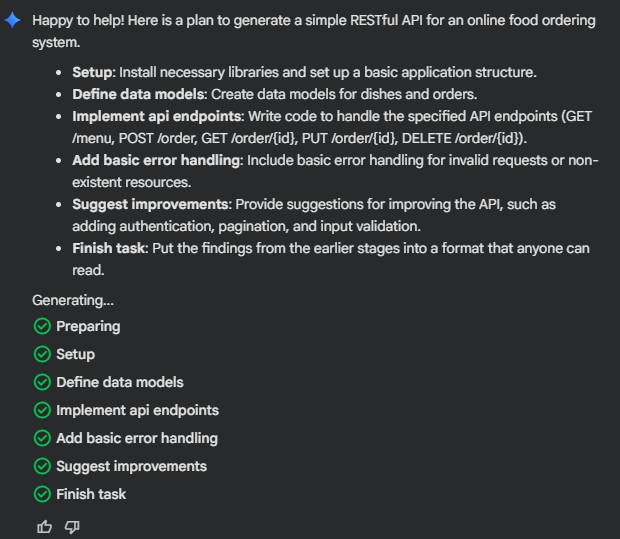 Happy to help! Here is a plan to generate a simple RESTful API for an online food ordering
system.
• Setup: Install necessary libraries and set up a basic application structure.
• Define data models: Create data models for dishes and orders.
• Implement api endpoints: Write code to handle the specified API endpoints (GET
/menu, POST /order, GET /order/{id}, PUT /order/{id}, DELETE /order/{id}).
• Add basic error handling: Include basic error handling for invalid requests or non-
existent resources.
• Suggest improvements: Provide suggestions for improving the API, such as
adding authentication, pagination, and input validation.
• Finish task: Put the findings from the earlier stages into a format that anyone can
read.
Generating...
Preparing
Setup
Define data models
Implement api endpoints
Add basic error handling
Suggest improvements
Finish task